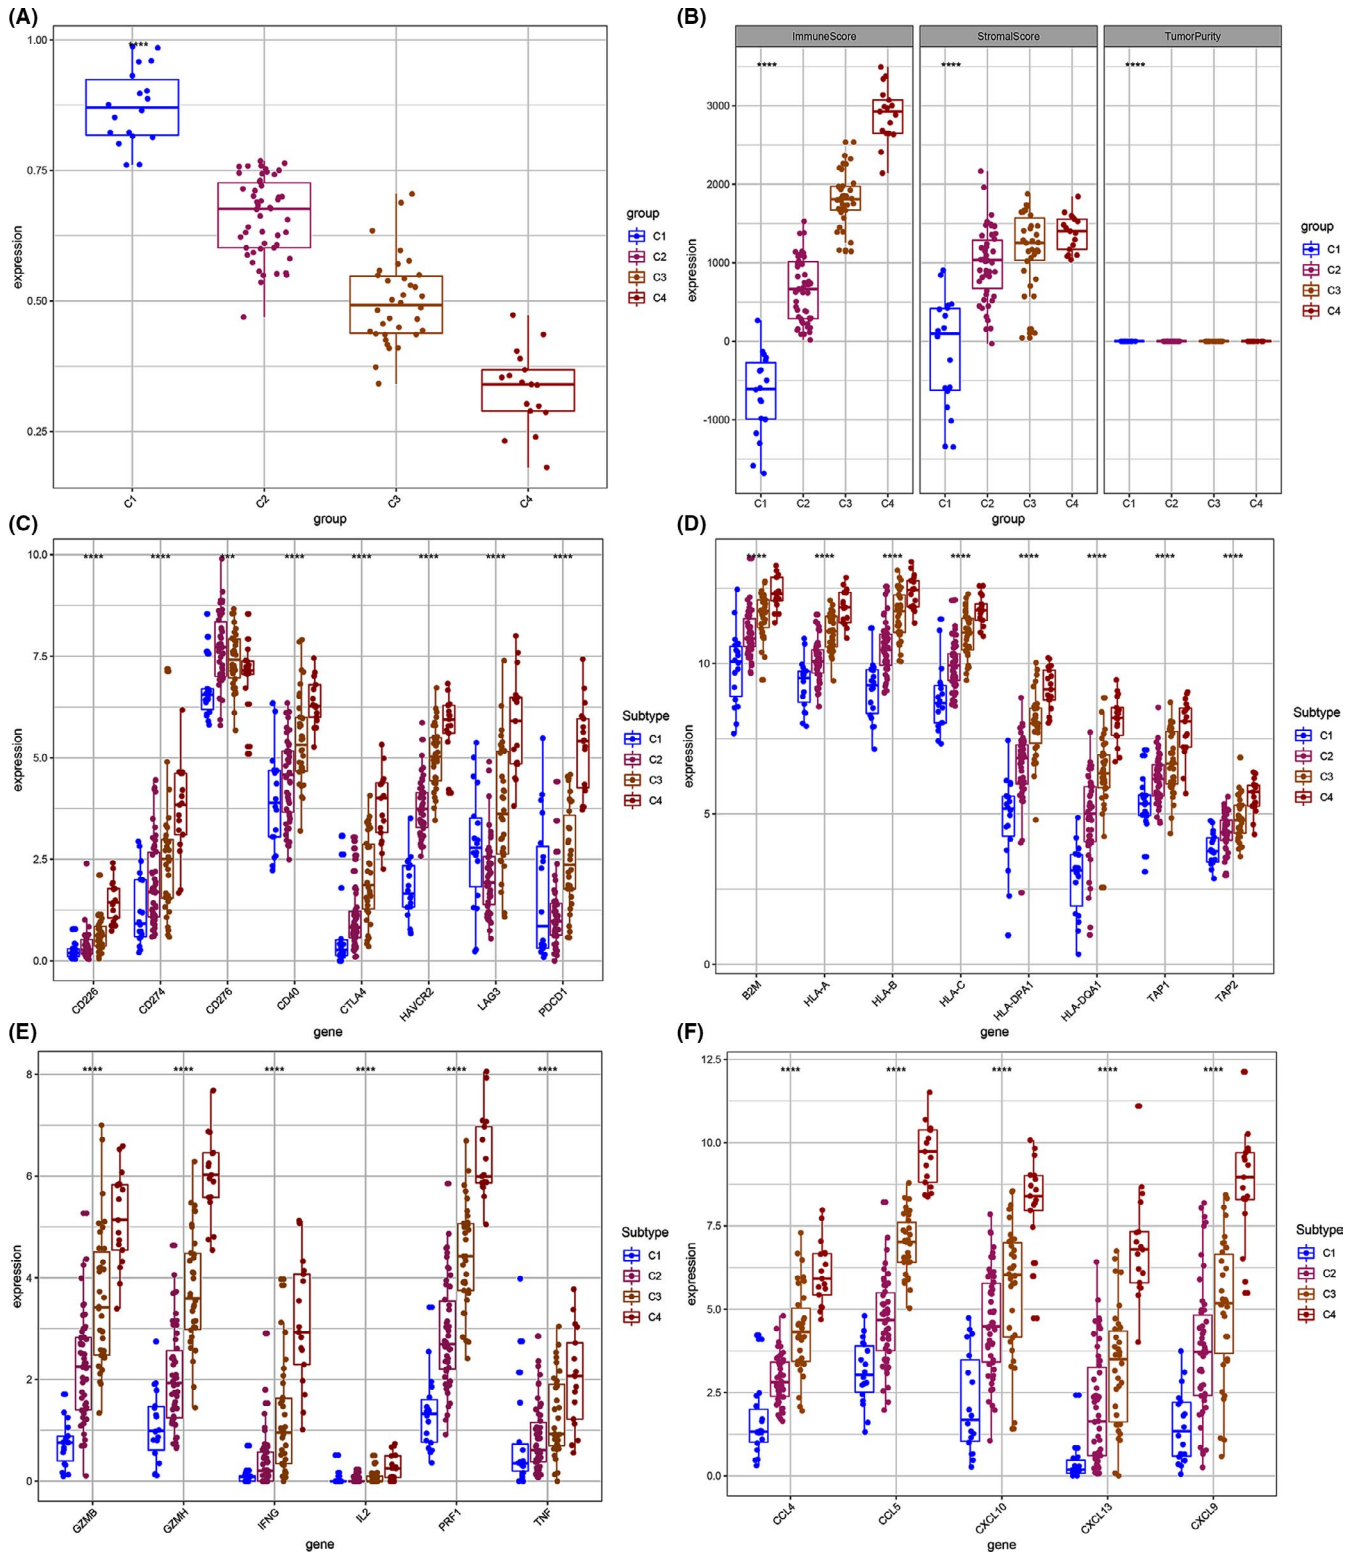 (A)
****
1.00
0.75
0.50
0.25
expression
C1 C2 C3 C4
group
group
C1
C2
C3
C4
(B)
ImmuneScore StromalScore TumorPurity
**** **** ****
3000
2000
1000
0
-1000
expression
C1 C2 C3 C4 C1 C2 C3 C4 C1 C2 C3 C4
group
group
C1
C2
C3
C4
(C)
**** **** **** **** **** **** **** ****
10.0
7.5
5.0
2.5
0.0
expression
CD226 CD274 CD276 CD40 CTLA4 HAVCR2 LAG3 PDCD1
gene
Subtype
C1
C2
C3
C4
(D)
**** **** **** **** **** **** **** ****
10
5
0
expression
B2M HLA-A HLA-B HLA-C HLA-DPA1 HLA-DQA1 TAP1 TAP2
gene
Subtype
C1
C2
C3
C4
(E)
**** **** **** **** **** ****
8
6
4
2
0
expression
GZMB GZMH IFNG IL2 PRF1 TNF
gene
Subtype
C1
C2
C3
C4
(F)
**** **** **** **** ****
12.5
10.0
7.5
5.0
2.5
0.0
expression
CCL4 CCL5 CXCL10 CXCL13 CXCL9
gene
Subtype
C1
C2
C3
C4